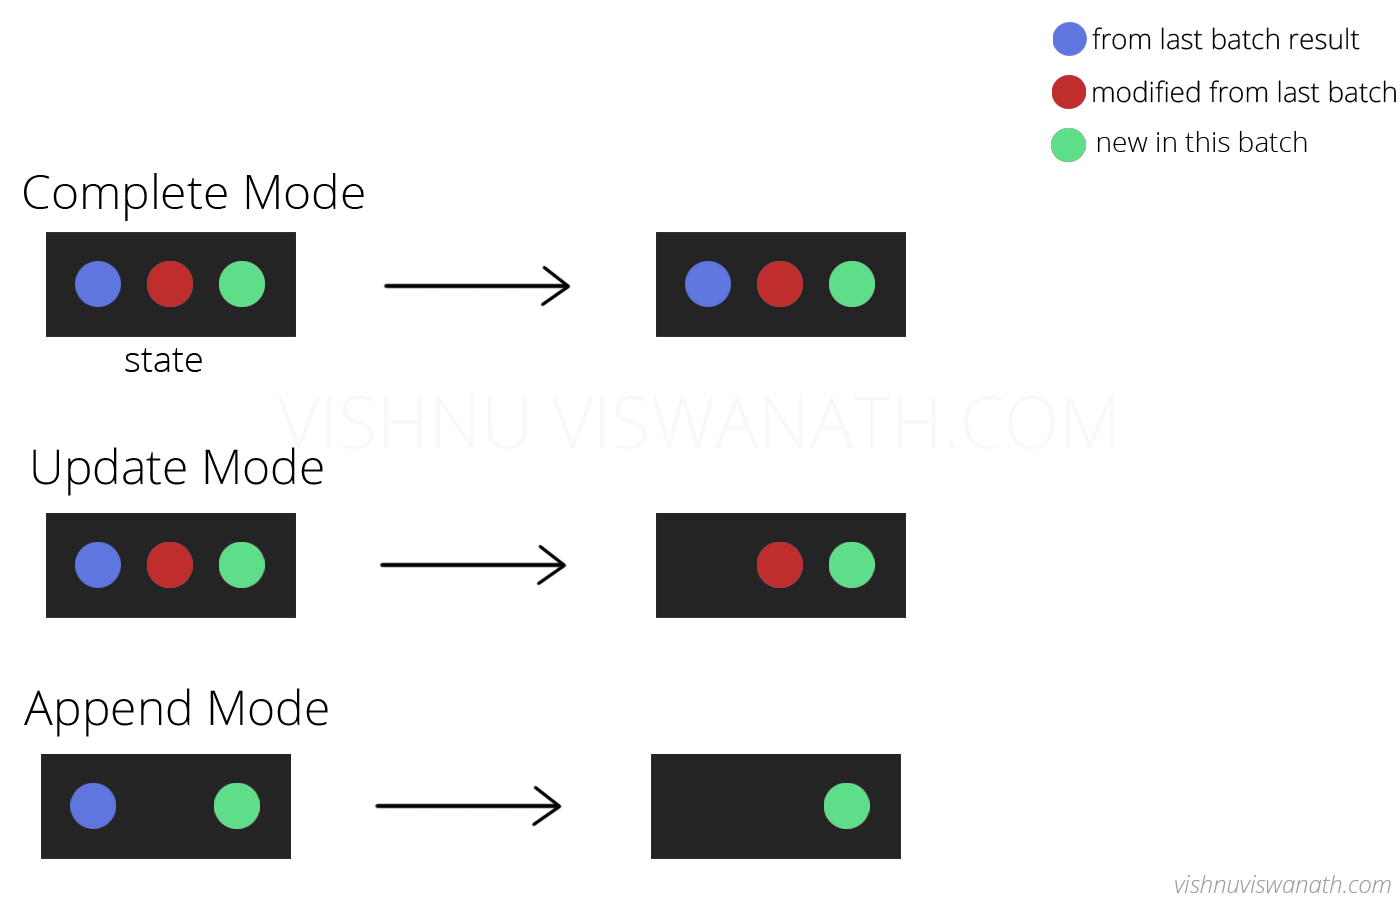 from last batch result
modified from last batch
new in this batch
Complete Mode
state
VISHNU VISWANATH.COM
Update Mode
Append Mode
vishnuviswanath.com